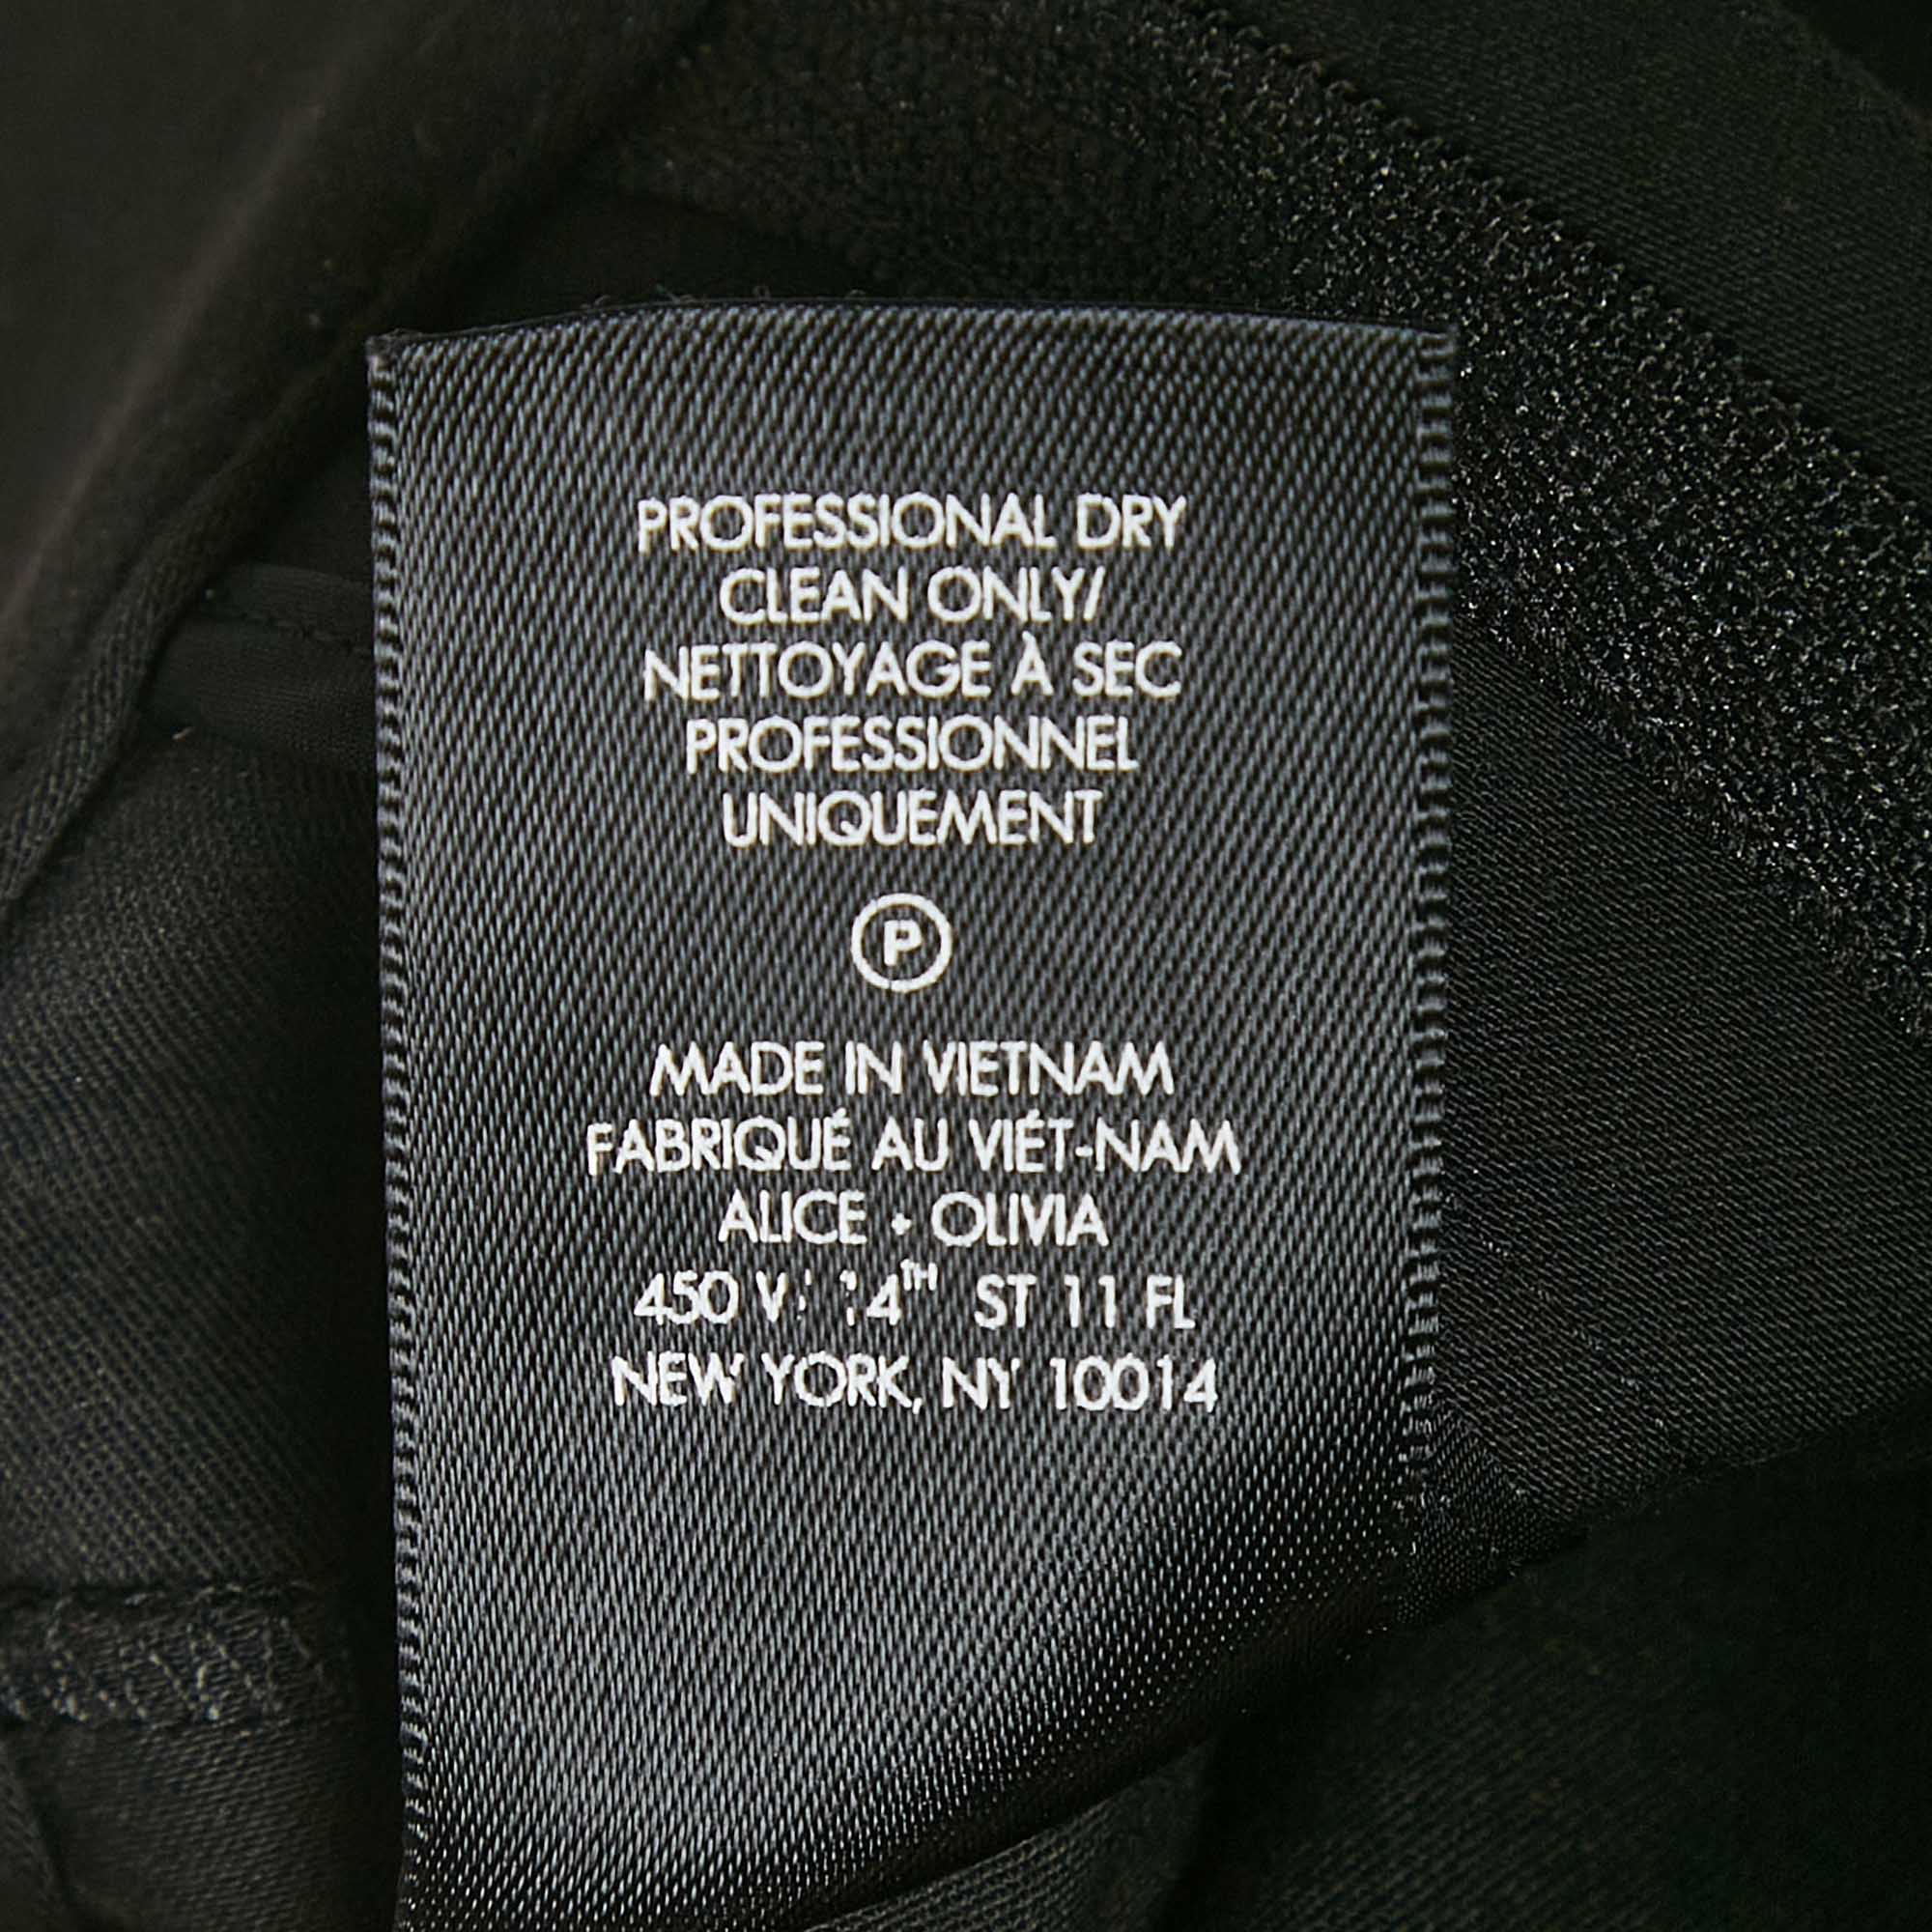 PROFESSIONAL DRY
CLEAN ONLY/
NETTOYAGE À SEC
PROFESSIONNEL
UNIQUEMENT
P
MADE IN VIETNAM
FABRIQUÉ AU VIÉT-NAM
ALICE + OLIVIA
450 ST 11 FL
NEW YORK, NY 10014